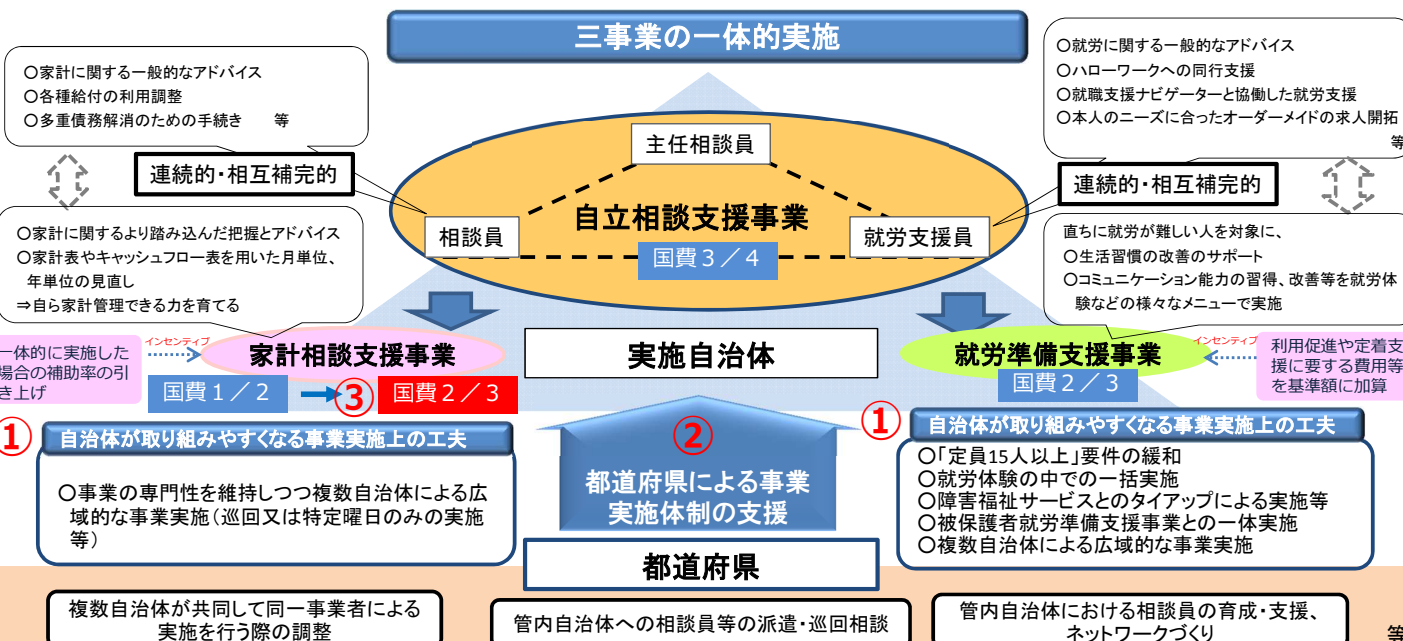 三事業の一体的実施
〇家計に関する一般的なアドバイス
〇各種給付の利用調整
〇多重債務解消のための手続き　等
連続的・相互補完的
〇家計に関するより踏み込んだ把握とアドバイス
〇家計表やキャッシュフロー表を用いた月単位、
年単位の見直し
⇒自ら家計管理できる力を育てる
〇就労に関する一般的なアドバイス
〇ハローワークへの同行支援
〇就職支援ナビゲーターと協働した就労支援
〇本人のニーズに合ったオーダーメイドの求人開拓
等
連続的・相互補完的
直ちに就労が難しい人を対象に、
〇生活習慣の改善のサポート
〇コミュニケーション能力の習得、改善等を就労体
験などの様々なメニューで実施
主任相談員
自立相談支援事業
相談員
就労支援員
国費３／４
一体的に実施した
場合の補助率の引
き上げ
インセンティブ
家計相談支援事業
国費１／２
③
国費２／３
実施自治体
就労準備支援事業
国費２／３
インセンティブ
利用促進や定着支
援に要する費用等
を基準額に加算
①
自治体が取り組みやすくなる事業実施上の工夫
〇事業の専門性を維持しつつ複数自治体による広
域的な事業実施（巡回又は特定曜日のみの実施
等）
②
都道府県による事業
実施体制の支援
①
自治体が取り組みやすくなる事業実施上の工夫
〇「定員15人以上」要件の緩和
〇就労体験の中での一括実施
〇障害福祉サービスとのタイアップによる実施等
〇被保護者就労準備支援事業との一体実施
〇複数自治体による広域的な事業実施
都道府県
複数自治体が共同して同一事業者による
実施を行う際の調整
管内自治体への相談員等の派遣・巡回相談
管内自治体における相談員の育成・支援、
ネットワークづくり
等